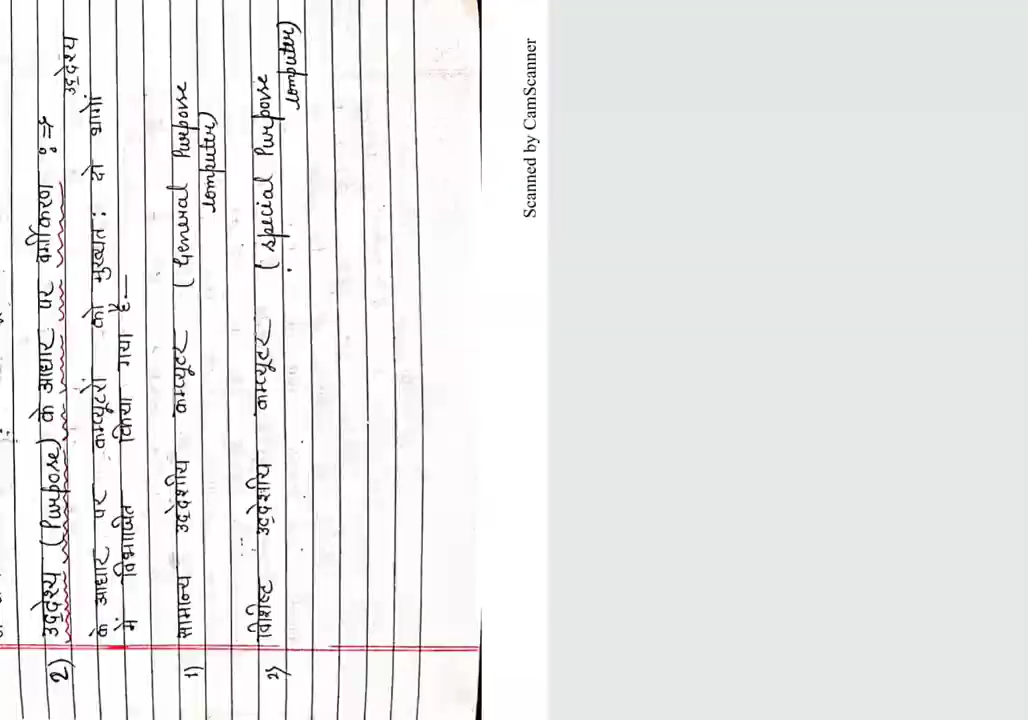 2) उद्देश्य (Purpose) के आधार पर वर्गीकरण :⇒ उद्देश्य
के आधार पर कम्प्यूटरों को मुख्यतः दो भागों
में विभाजित किया गया है—
1) सामान्य उद्देशीय कम्प्यूटर (General Purpose
computer)
2) विशिष्ट उद्देशीय कम्प्यूटर (special Purpose
computer)
Scanned by CamScanner